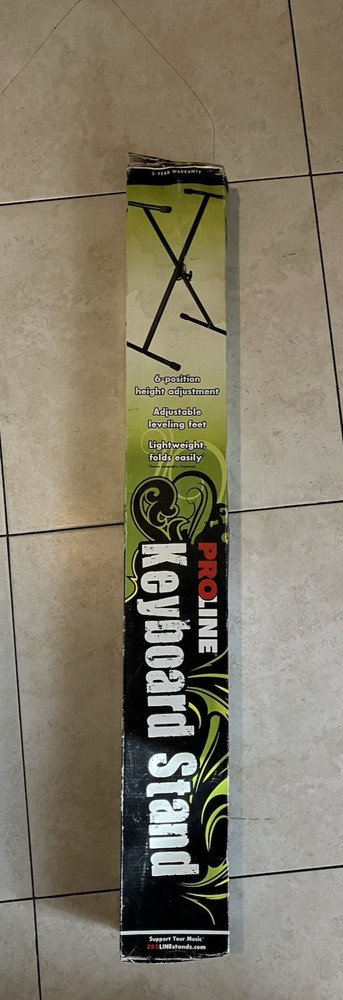 2-YEAR WARRANTY
6-position
height adjustment
Adjustable
leveling feet
Lightweight,
folds easily
PROLINE
Keyboard Stand
Support Your Music™
PROLINEstands.com